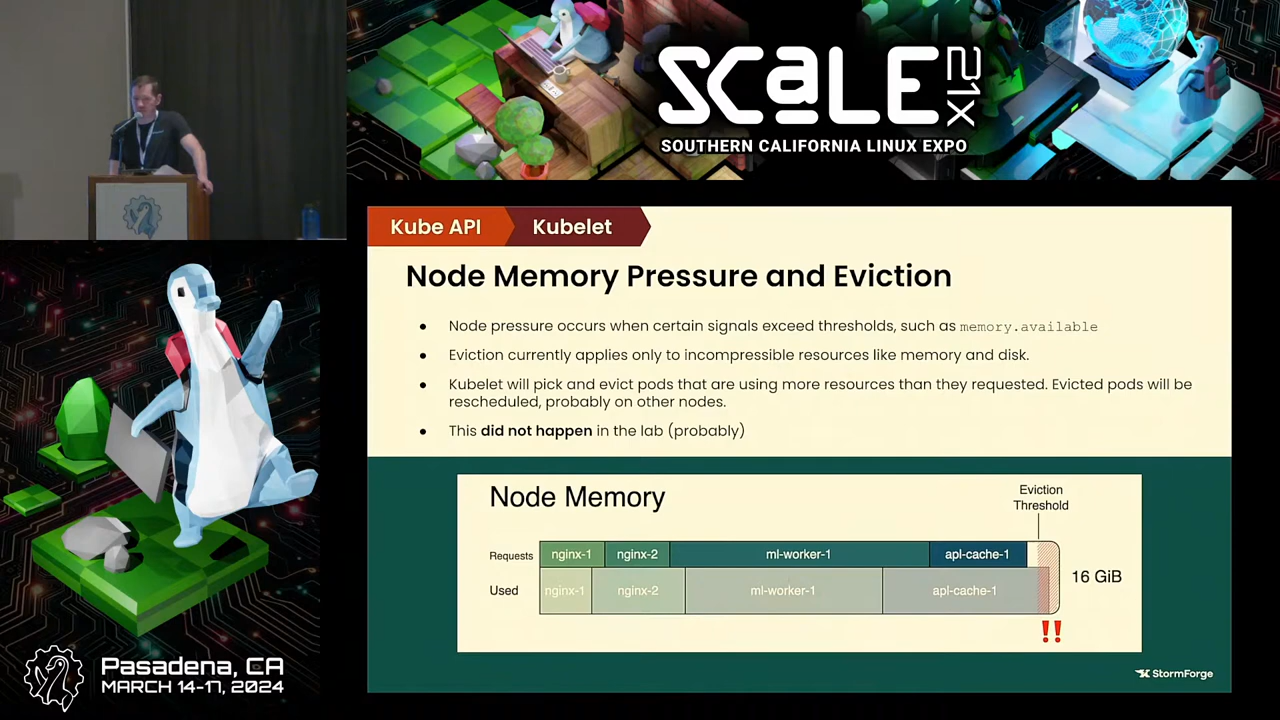 SCaLE 21X
SOUTHERN CALIFORNIA LINUX EXPO
Kube API
Kubelet
Node Memory Pressure and Eviction
● Node pressure occurs when certain signals exceed thresholds, such as memory.available
● Eviction currently applies only to incompressible resources like memory and disk.
● Kubelet will pick and evict pods that are using more resources than they requested. Evicted pods will be
rescheduled, probably on other nodes.
● This did not happen in the lab (probably)
Node Memory
Eviction
Threshold
Requests
nginx-1
nginx-2
ml-worker-1
apl-cache-1
Used
nginx-1
nginx-2
ml-worker-1
apl-cache-1
16 GiB
!!
StormForge
Pasadena, CA
MARCH 14-17, 2024